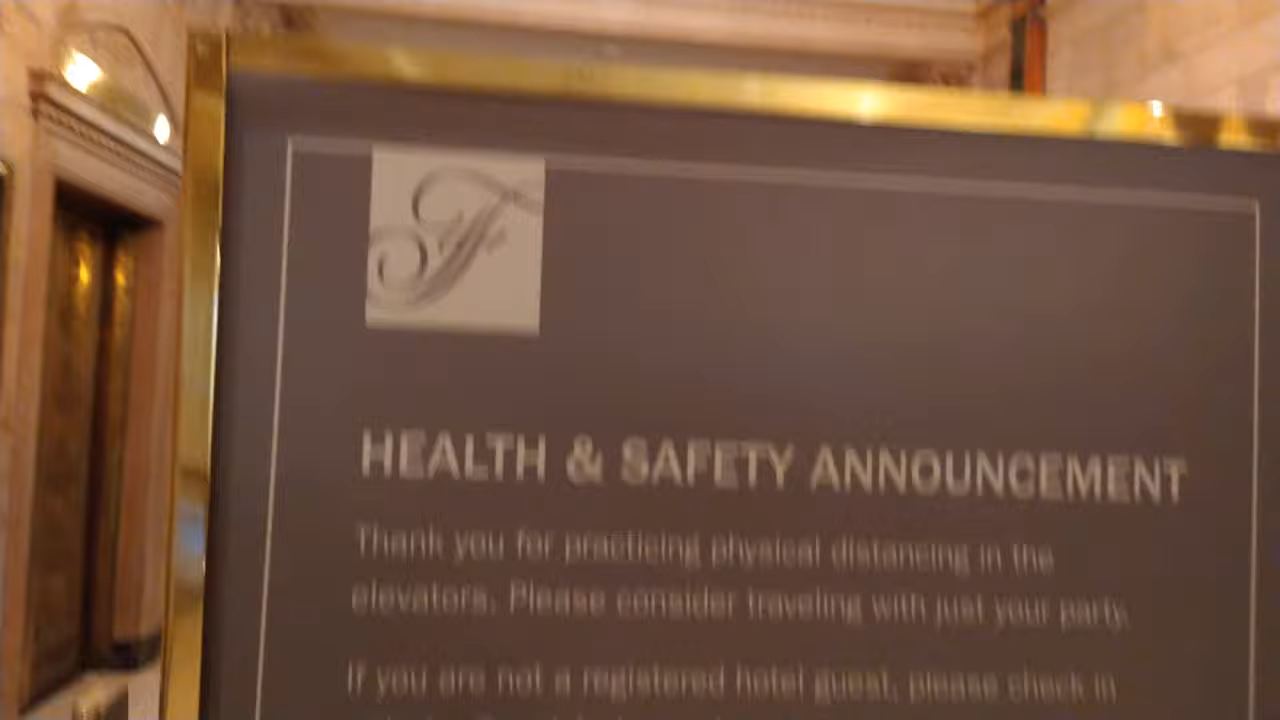 F
HEALTH & SAFETY ANNOUNCEMENT
Thank you for practicing physical distancing in the
elevators. Please consider traveling with just your party.
If you are not a registered hotel guest, please check in